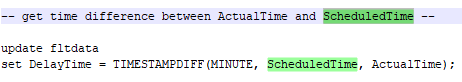 -- get time difference between ActualTime and ScheduledTime --
update fltdata
set DelayTime = TIMESTAMPDIFF(MINUTE, ScheduledTime, ActualTime);